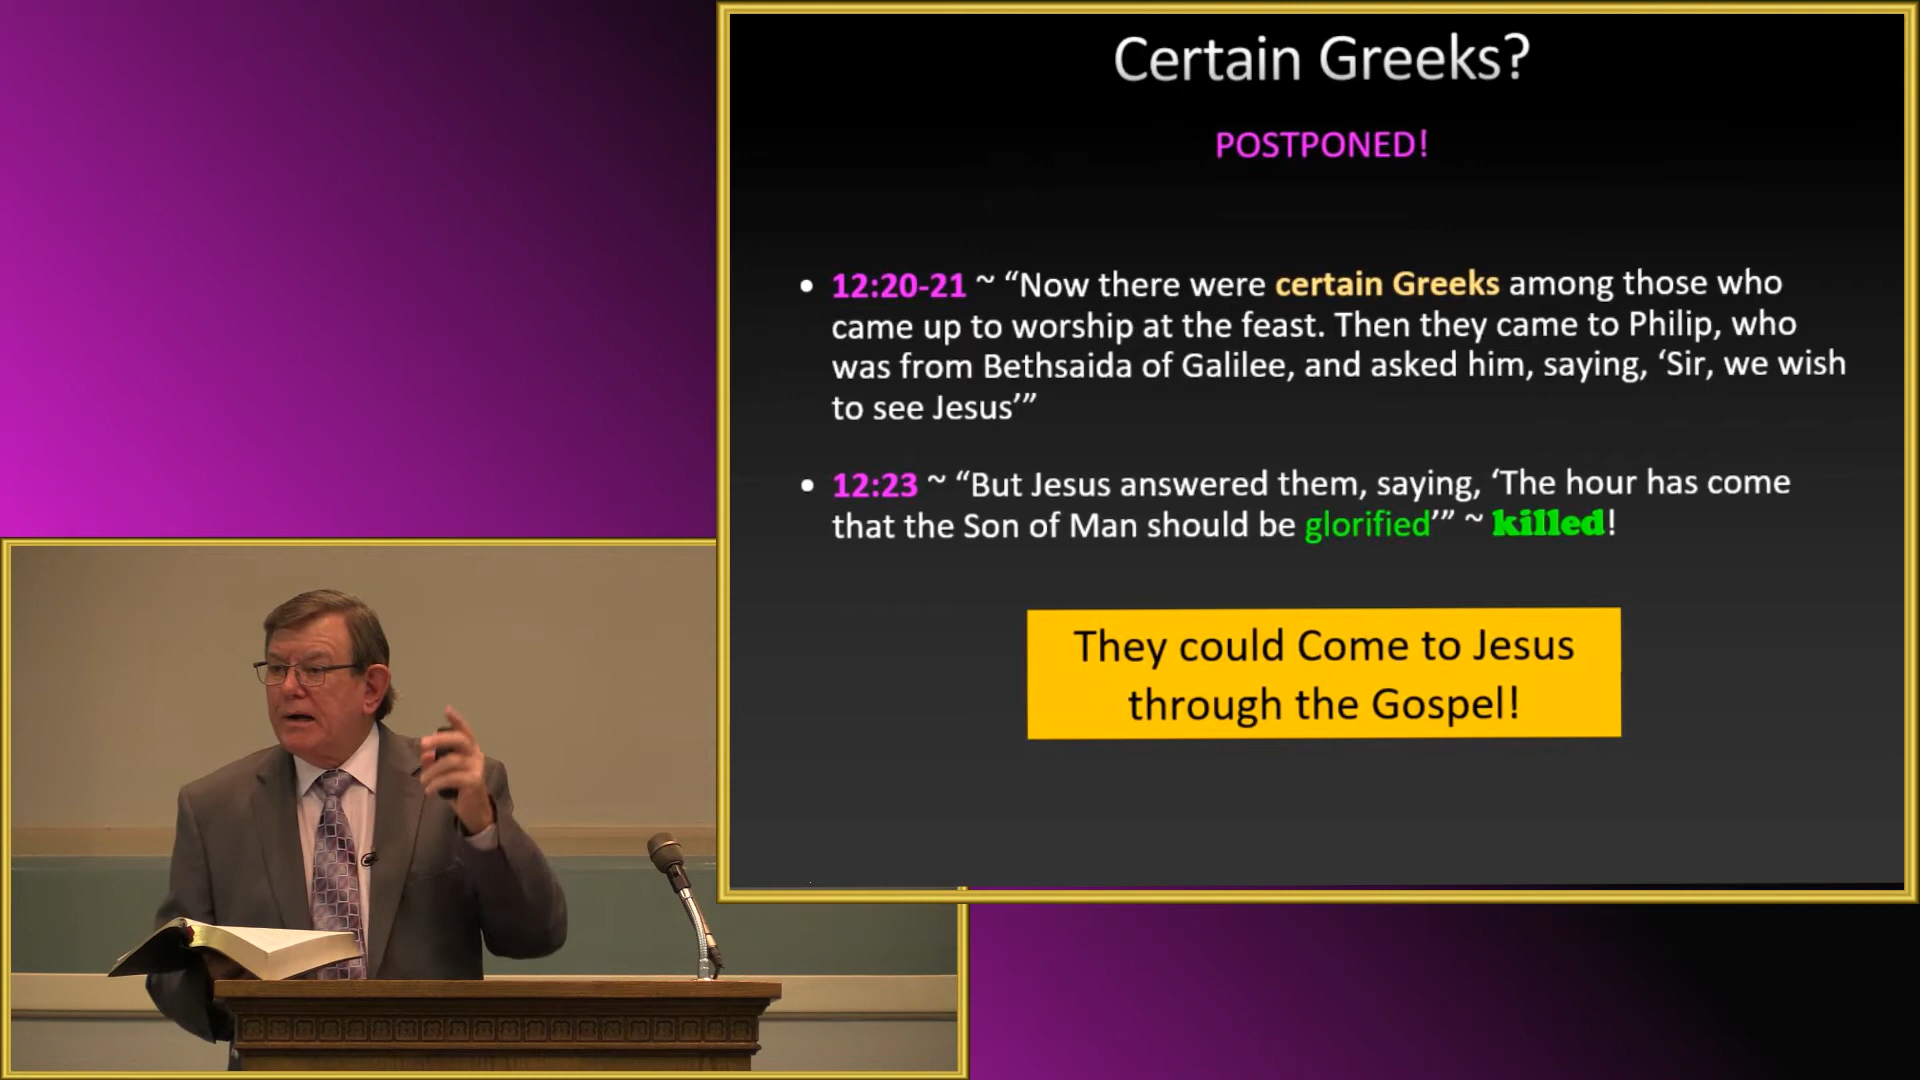 Certain Greeks?
POSTPONED!
• 12:20-21 ~ “Now there were certain Greeks among those who
came up to worship at the feast. Then they came to Philip, who
was from Bethsaida of Galilee, and asked him, saying, ‘Sir, we wish
to see Jesus’”
• 12:23 ~ “But Jesus answered them, saying, ‘The hour has come
that the Son of Man should be glorified’” ~ killed!
They could Come to Jesus
through the Gospel!